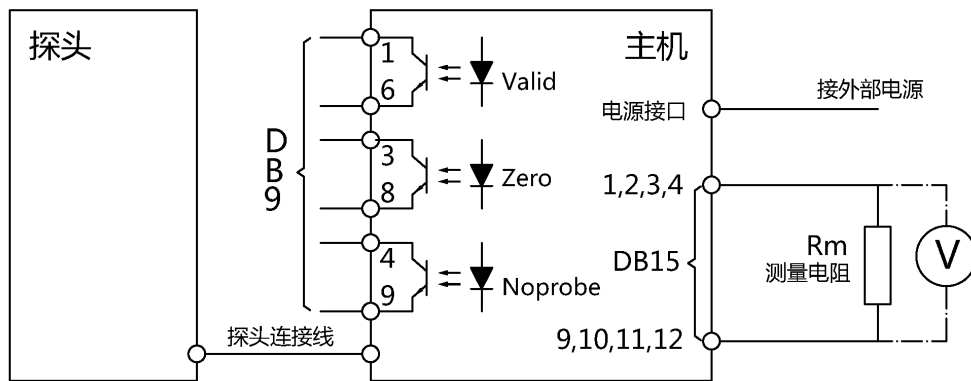 探头
主机
1
6
Valid
3
8
Zero
4
9
Noprobe
D
B
9
探头连接线
电源接口
接外部电源
1,2,3,4
DB15
9,10,11,12
Rm
测量电阻
V